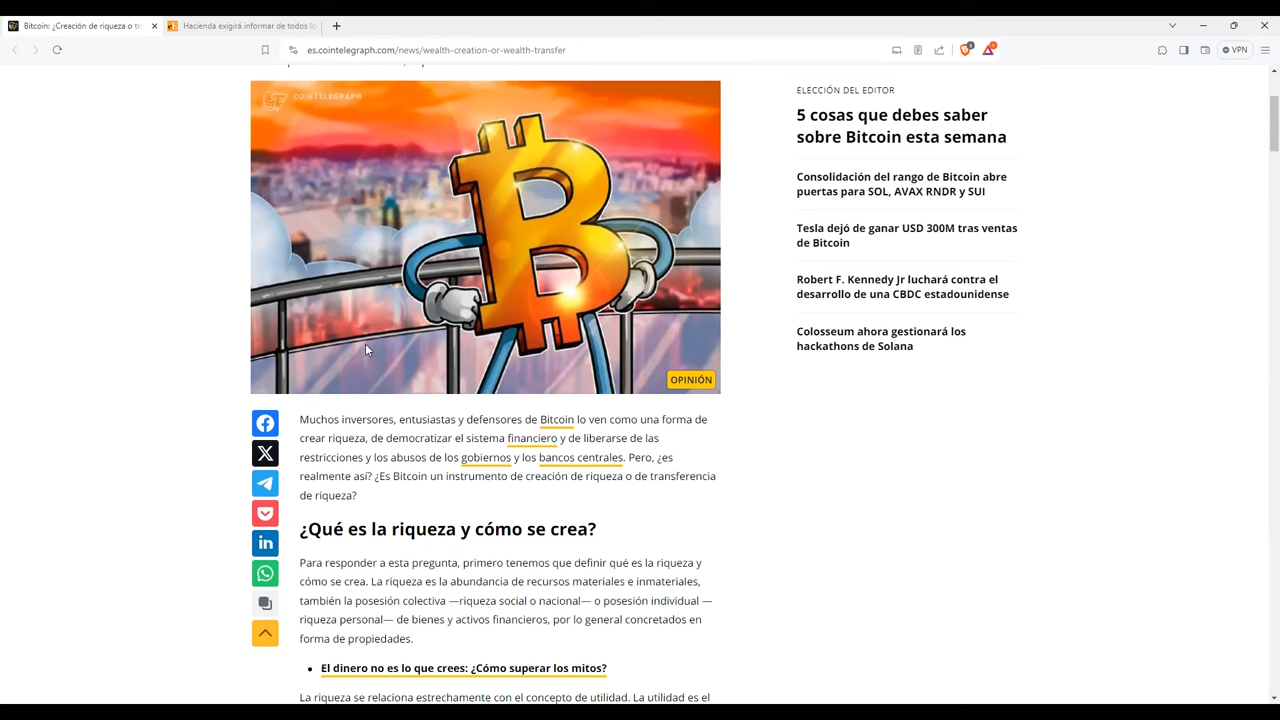 Bitcoin: ¿Creación de riqueza o tr
Hacienda exigirá informar de todos lo
es.cointelegraph.com/news/wealth-creation-or-wealth-transfer
VPN
COINTELEGRAPH
OPINIÓN
Muchos inversores, entusiastas y defensores de Bitcoin lo ven como una forma de
crear riqueza, de democratizar el sistema financiero y de liberarse de las
restricciones y los abusos de los gobiernos y los bancos centrales. Pero, ¿es
realmente así? ¿Es Bitcoin un instrumento de creación de riqueza o de transferencia
de riqueza?
¿Qué es la riqueza y cómo se crea?
Para responder a esta pregunta, primero tenemos que definir qué es la riqueza y
cómo se crea. La riqueza es la abundancia de recursos materiales e inmateriales,
también la posesión colectiva —riqueza social o nacional— o posesión individual —
riqueza personal— de bienes y activos financieros, por lo general concretados en
forma de propiedades.
• El dinero no es lo que crees: ¿Cómo superar los mitos?
La riqueza se relaciona estrechamente con el concepto de utilidad. La utilidad es el
ELECCIÓN DEL EDITOR
5 cosas que debes saber
sobre Bitcoin esta semana
Consolidación del rango de Bitcoin abre
puertas para SOL, AVAX RNDR y SUI
Tesla dejó de ganar USD 300M tras ventas
de Bitcoin
Robert F. Kennedy Jr luchará contra el
desarrollo de una CBDC estadounidense
Colosseum ahora gestionará los
hackathons de Solana